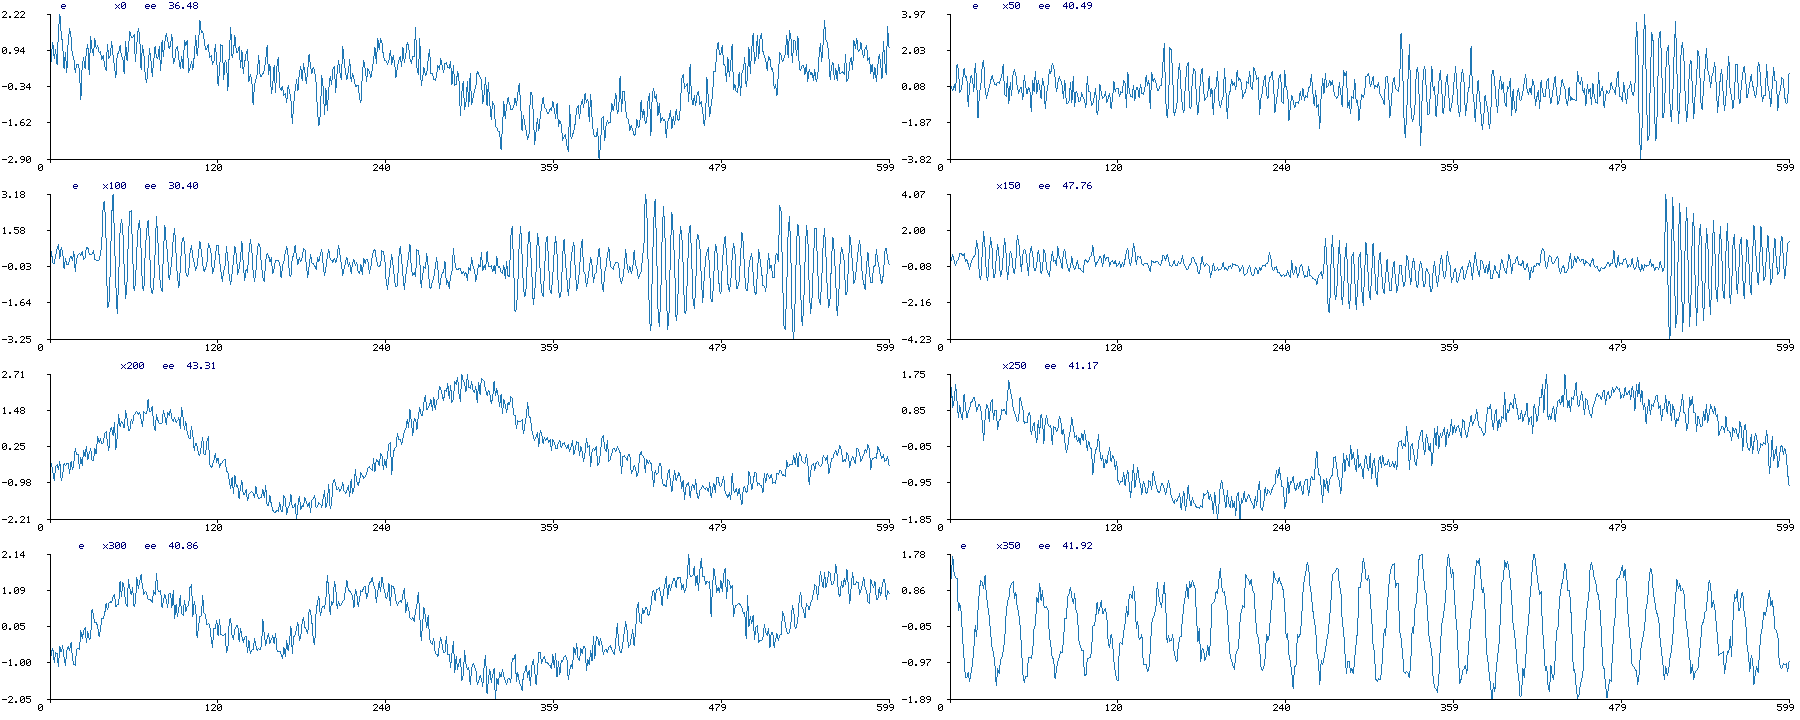 e x0 ee 36.48
2.22
0.94
-0.34
-1.62
-2.90
0 120 240 359 479 599
e x50 ee 40.49
3.97
2.03
0.08
-1.87
-3.82
0 120 240 359 479 599
e x100 ee 30.40
3.18
1.58
-0.03
-1.64
-3.25
0 120 240 359 479 599
x150 ee 47.76
4.07
2.00
-0.08
-2.16
-4.23
0 120 240 359 479 599
x200 ee 43.31
2.71
1.48
0.25
-0.98
-2.21
0 120 240 359 479 599
x250 ee 41.17
1.75
0.85
-0.05
-0.95
-1.85
0 120 240 359 479 599
e x300 ee 40.86
2.14
1.09
0.05
-1.00
-2.05
0 120 240 359 479 599
e x350 ee 41.92
1.78
0.86
-0.05
-0.97
-1.89
0 120 240 359 479 599